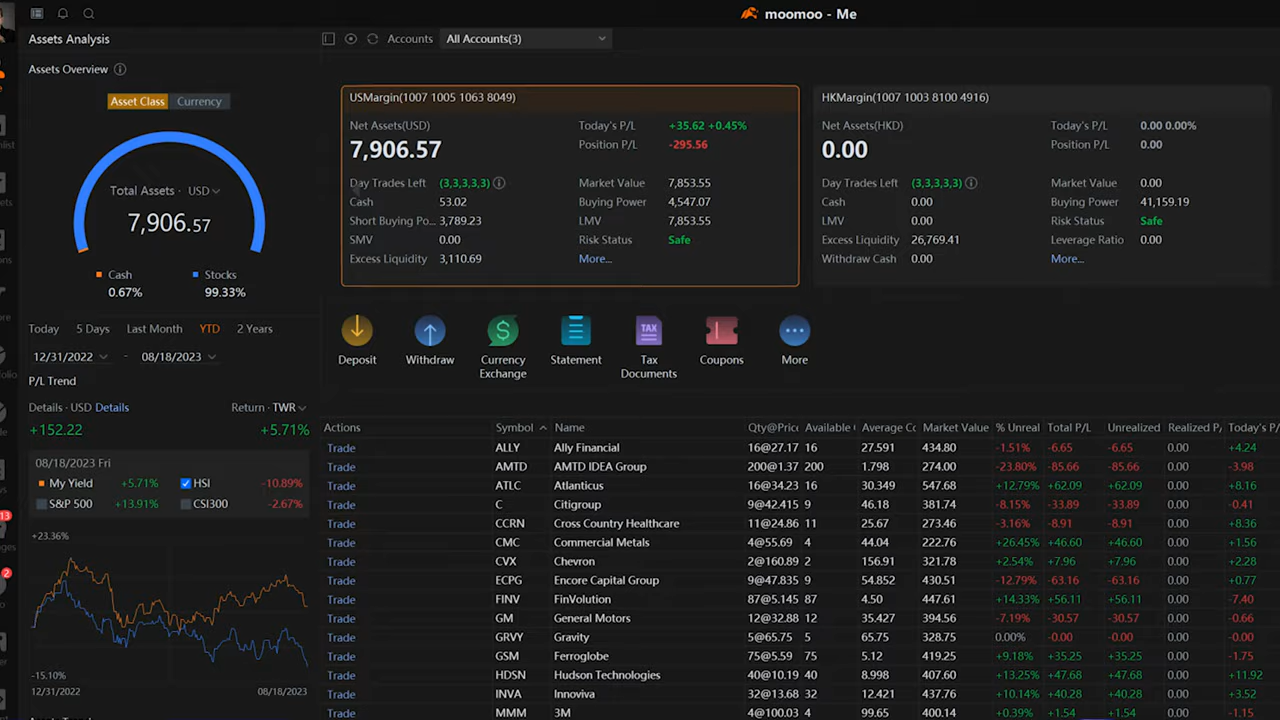 moomoo - Me
Assets Analysis
Accounts All Accounts(3)
Assets Overview
Asset Class Currency
Total Assets · USD
7,906.57
Cash Stocks
0.67% 99.33%
Today 5 Days Last Month YTD 2 Years
12/31/2022 - 08/18/2023
P/L Trend
Details · USD Details Return · TWR
+152.22 +5.71%
08/18/2023 Fri
My Yield +5.71% HSI -10.89%
S&P 500 +13.91% CSI300 -2.67%
+23.36%
-15.10%
12/31/2022 08/18/2023
USMargin(1007 1005 1063 8049)
Net Assets(USD) Today's P/L +35.62 +0.45%
7,906.57 Position P/L -295.56
Day Trades Left (3,3,3,3,3) Market Value 7,853.55
Cash 53.02 Buying Power 4,547.07
Short Buying Po... 3,789.23 LMV 7,853.55
SMV 0.00 Risk Status Safe
Excess Liquidity 3,110.69 More...
HKMargin(1007 1003 8100 4916)
Net Assets(HKD) Today's P/L 0.00 0.00%
0.00 Position P/L 0.00
Day Trades Left (3,3,3,3,3) Market Value 0.00
Cash 0.00 Buying Power 41,159.19
LMV 0.00 Risk Status Safe
Excess Liquidity 26,769.41 Leverage Ratio 0.00
Withdraw Cash 0.00 More...
TAX
Deposit Withdraw Currency Exchange Statement Tax Documents Coupons More
Actions Symbol Name Qty@Price Available Average Co Market Value % Unreal Total P/L Unrealized Realized P/ Today's P/
Trade ALLY Ally Financial 16@27.17 16 27.591 434.80 -1.51% -6.65 -6.65 0.00 +4.24
Trade AMTD AMTD IDEA Group 200@1.37 200 1.798 274.00 -23.80% -85.66 -85.66 0.00 -3.98
Trade ATLC Atlanticus 16@34.23 16 30.349 547.68 +12.79% +62.09 +62.09 0.00 +8.16
Trade C Citigroup 9@42.415 9 46.18 381.74 -8.15% -33.89 -33.89 0.00 -0.41
Trade CCRN Cross Country Healthcare 11@24.86 11 25.67 273.46 -3.16% -8.91 -8.91 0.00 +8.36
Trade CMC Commercial Metals 4@55.69 4 44.04 222.76 +26.45% +46.60 +46.60 0.00 +1.56
Trade CVX Chevron 2@160.89 2 156.91 321.78 +2.54% +7.96 +7.96 0.00 +2.28
Trade ECPG Encore Capital Group 9@47.835 9 54.852 430.51 -12.79% -63.16 -63.16 0.00 +0.77
Trade FINV FinVolution 87@5.145 87 4.50 447.61 +14.33% +56.11 +56.11 0.00 -7.40
Trade GM General Motors 12@32.88 12 35.427 394.56 -7.19% -30.57 -30.57 0.00 -0.66
Trade GRVY Gravity 5@65.75 5 65.75 328.75 0.00% -0.00 -0.00 0.00 -0.00
Trade GSM Ferroglobe 75@5.59 75 5.12 419.25 +9.18% +35.25 +35.25 0.00 -1.75
Trade HDSN Hudson Technologies 40@10.19 40 8.998 407.60 +13.25% +47.68 +47.68 0.00 +11.92
Trade INVA Innoviva 32@13.68 32 12.421 437.76 +10.14% +40.28 +40.28 0.00 +3.52
Trade MMM 3M 4@100.03 4 99.65 400.14 +0.39% +1.54 +1.54 0.00 -1.15
13
2